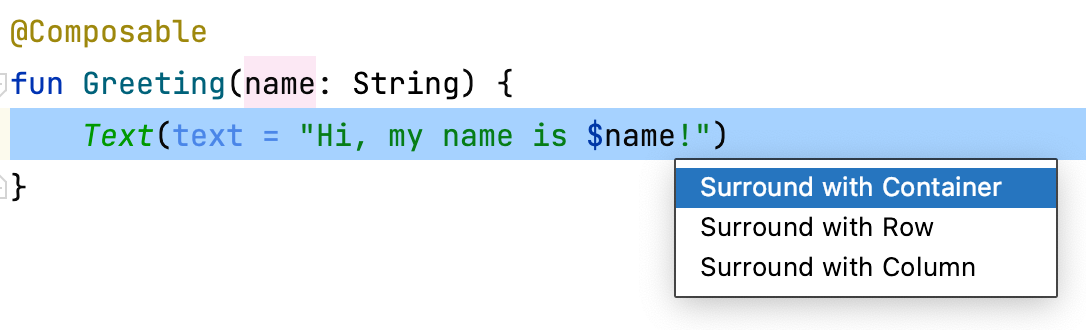 @Composable
fun Greeting(name: String) {
    Text(text = "Hi, my name is $name!")
}
Surround with Container
Surround with Row
Surround with Column